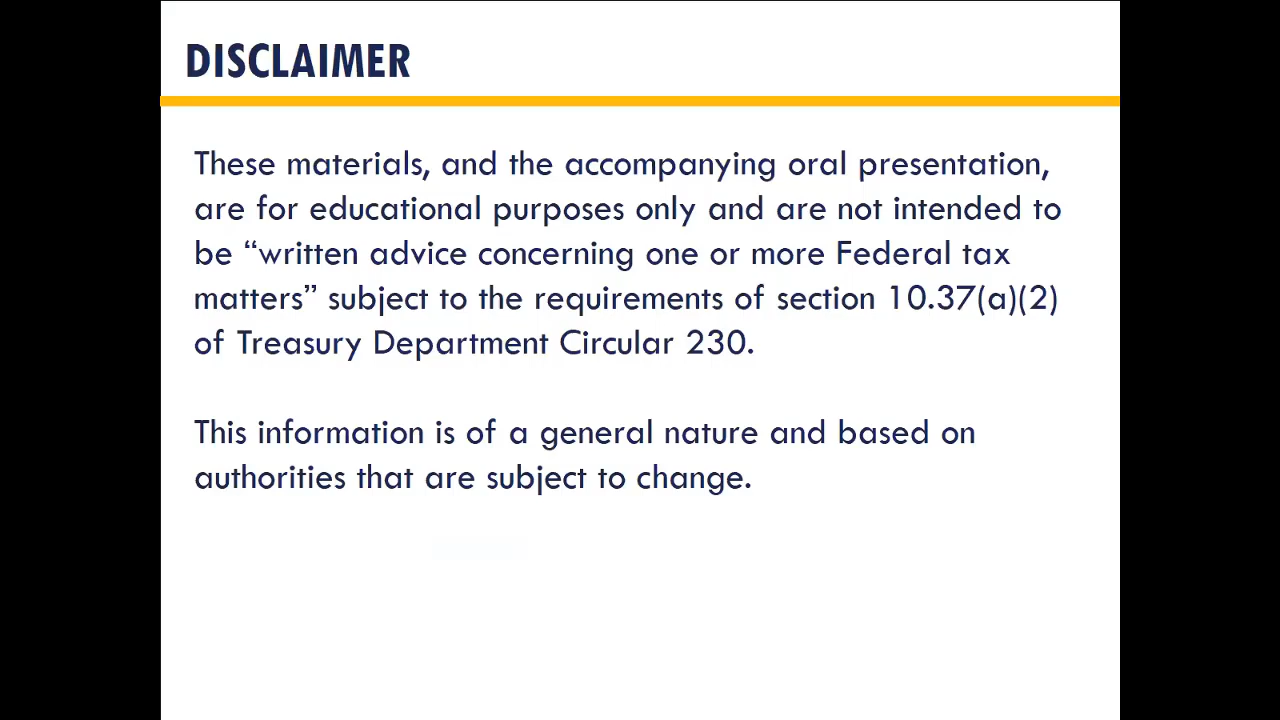 DISCLAIMER
These materials, and the accompanying oral presentation,
are for educational purposes only and are not intended to
be “written advice concerning one or more Federal tax
matters” subject to the requirements of section 10.37(a)(2)
of Treasury Department Circular 230.
This information is of a general nature and based on
authorities that are subject to change.